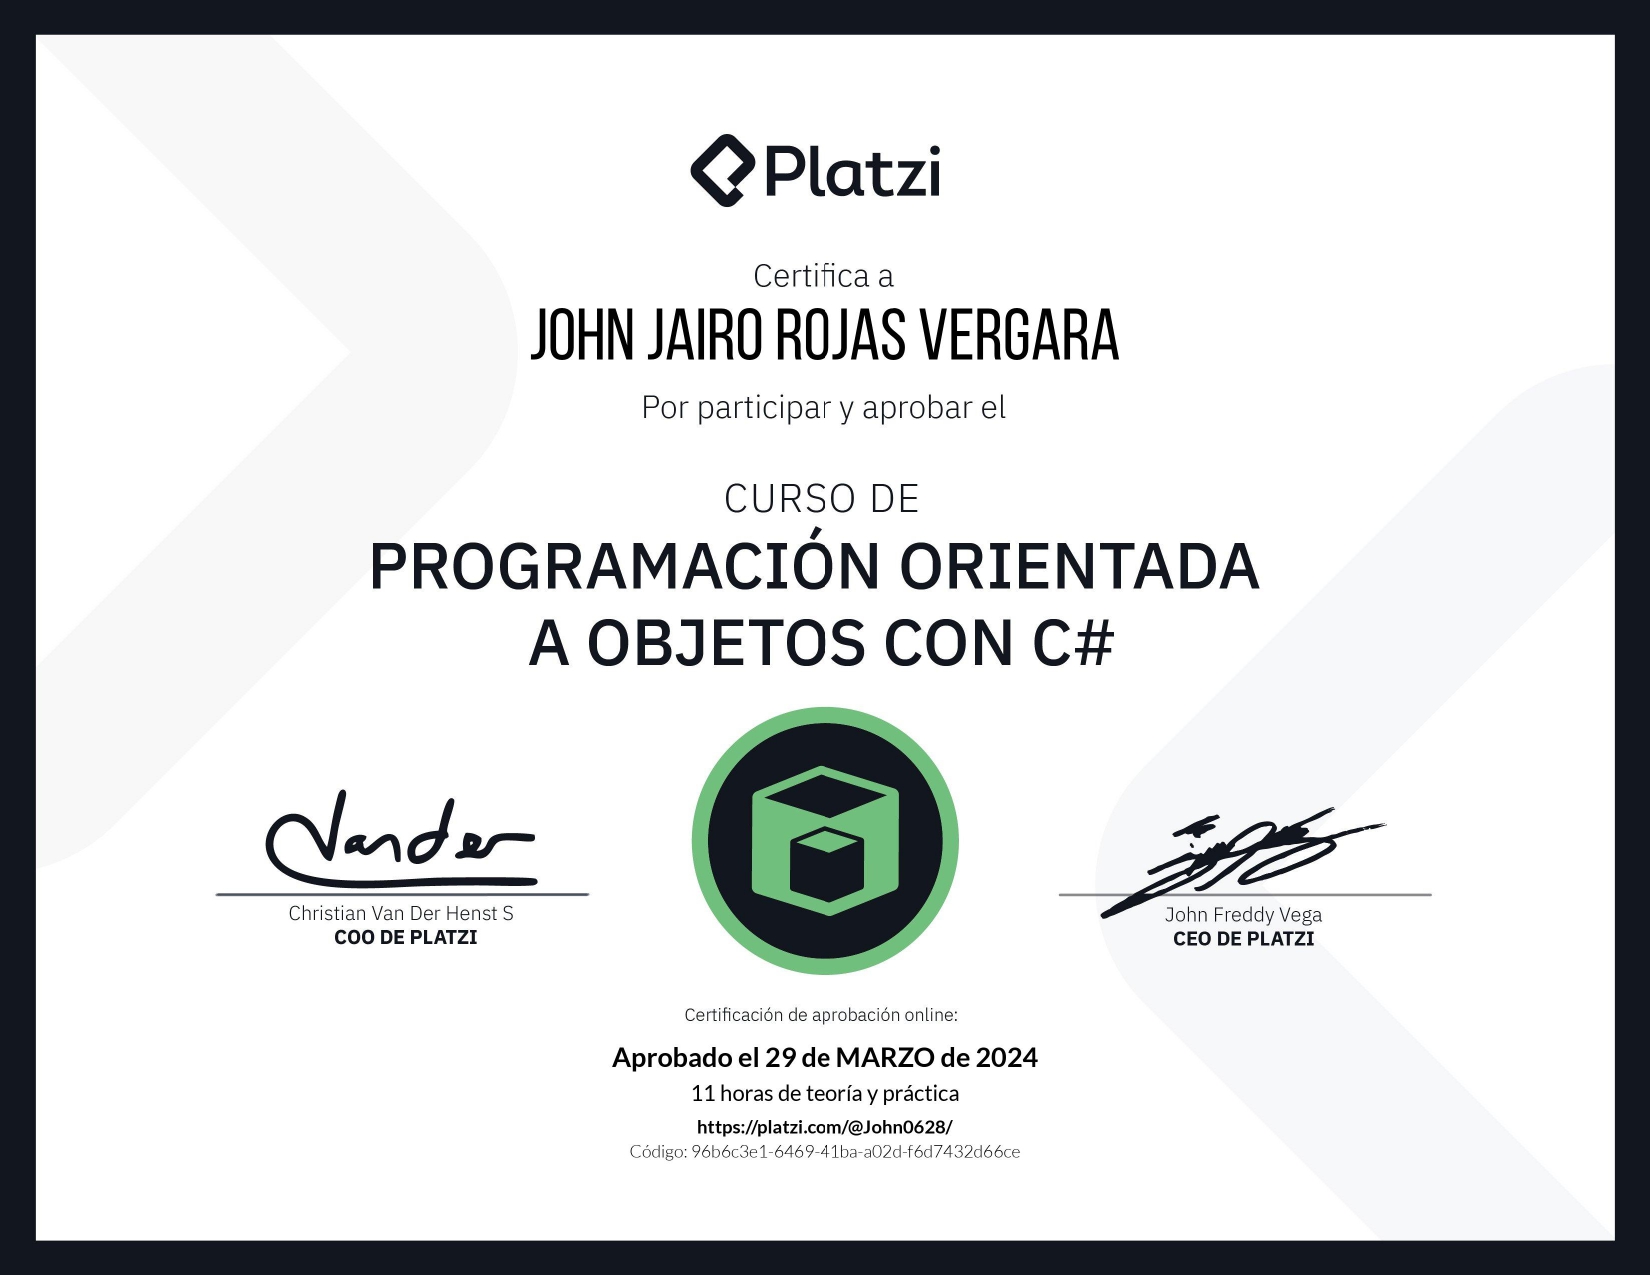 Platzi
Certifica a
JOHN JAIRO ROJAS VERGARA
Por participar y aprobar el
CURSO DE
PROGRAMACIÓN ORIENTADA
A OBJETOS CON C#
Vander
Christian Van Der Henst S
COO DE PLATZI
John Freddy Vega
CEO DE PLATZI
Certificación de aprobación online:
Aprobado el 29 de MARZO de 2024
11 horas de teoría y práctica
https://platzi.com/@John0628/
Código: 96b6c3e1-6469-41ba-a02d-f6d7432d66ce